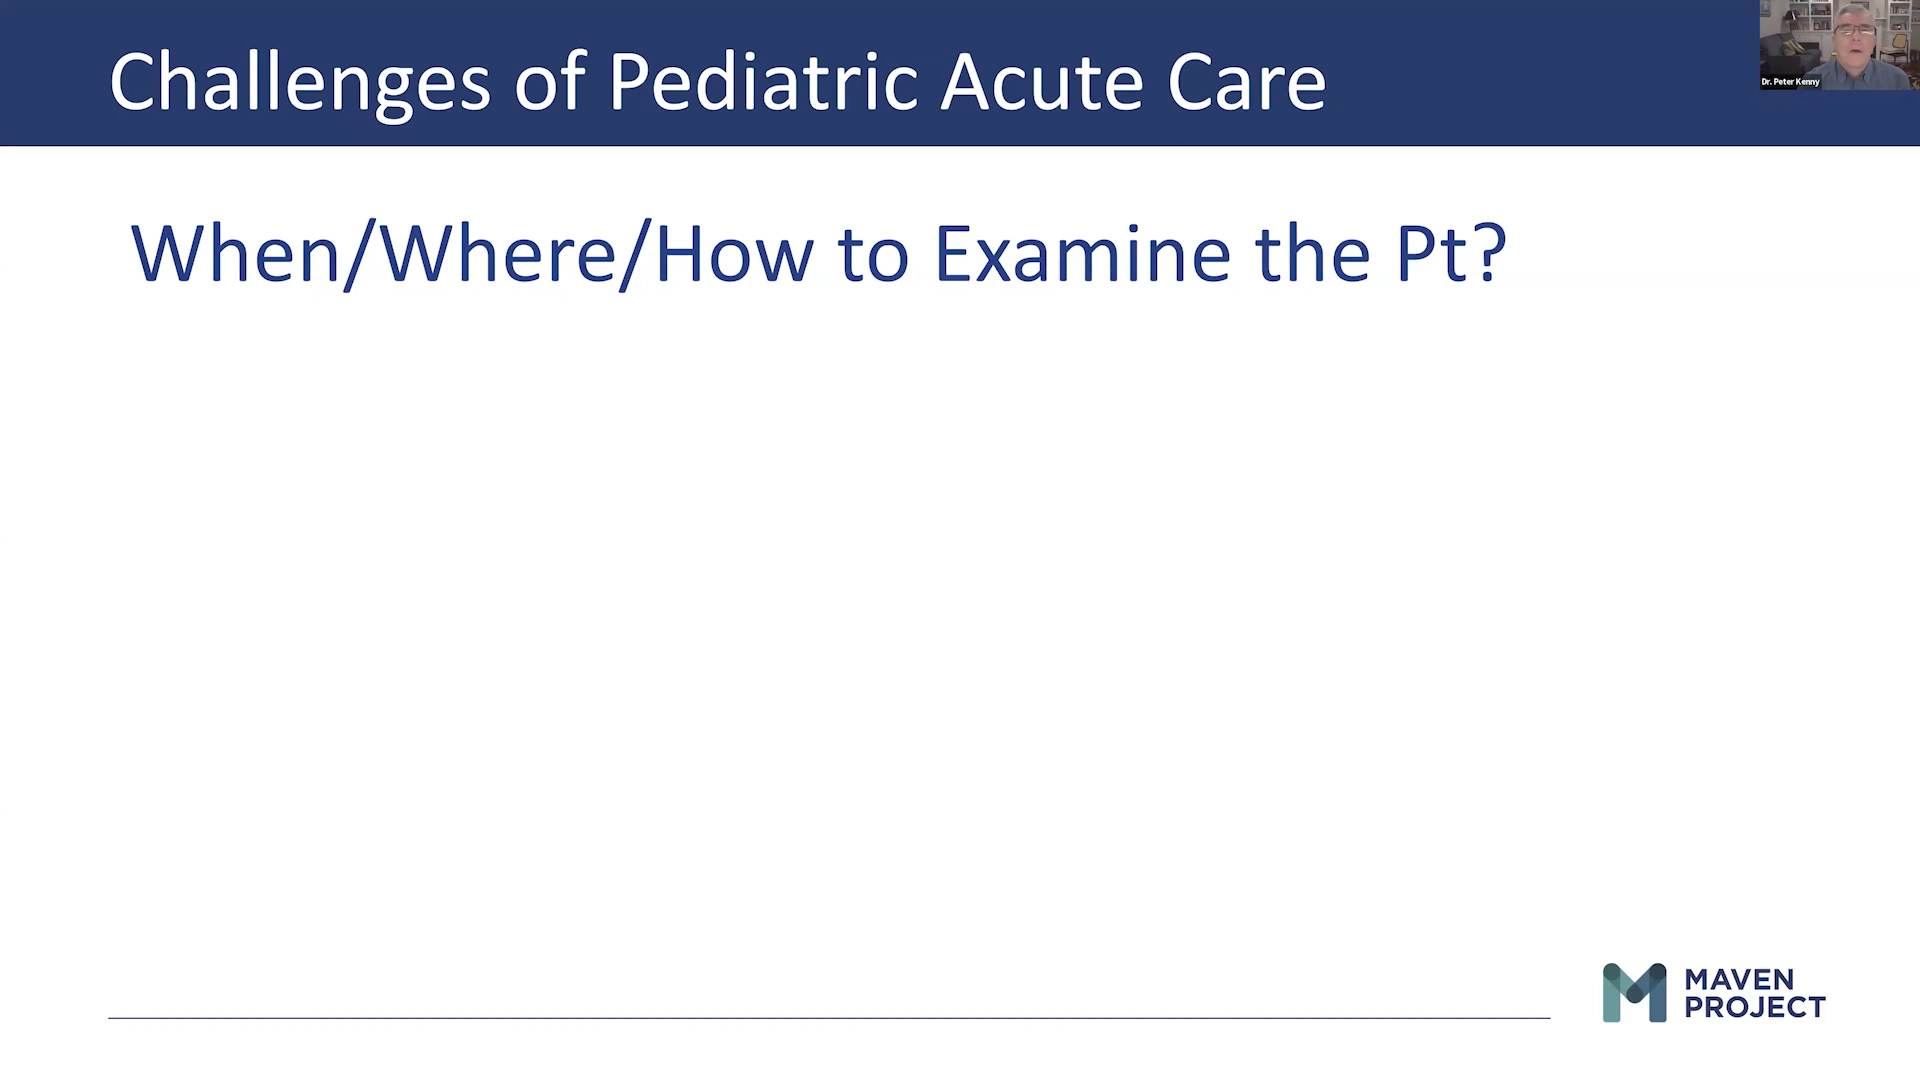 Challenges of Pediatric Acute Care
Dr. Peter Kenny
When/Where/How to Examine the Pt?
MAVEN
PROJECT